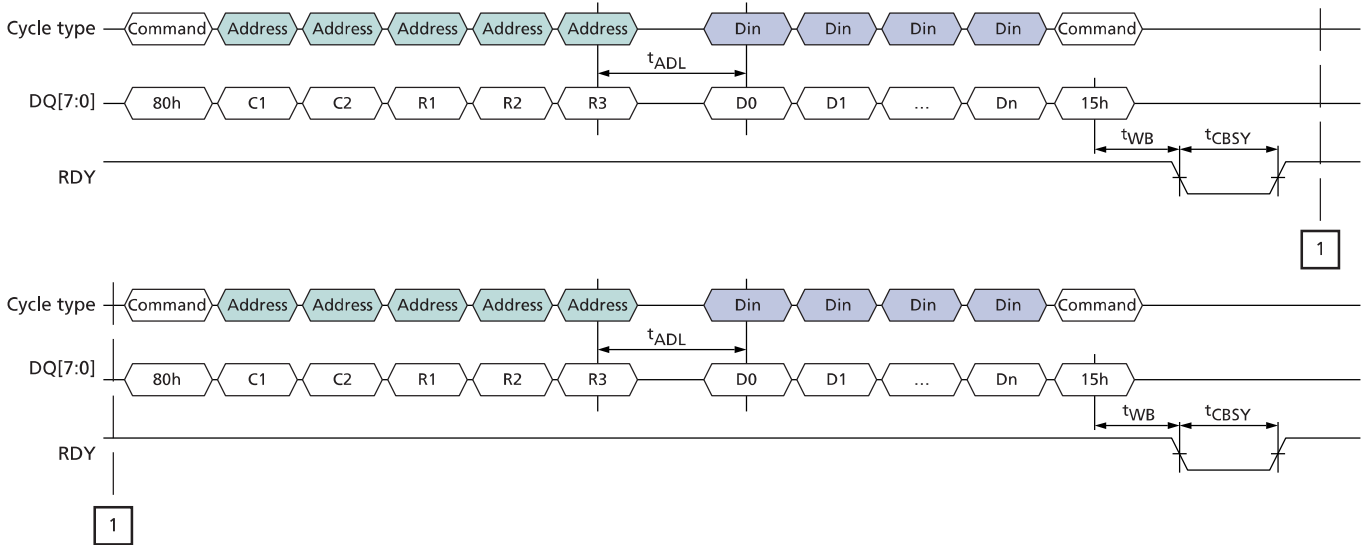 Cycle type Command Address Address Address Address Address Din Din Din Din Command
tADL
DQ[7:0] 80h C1 C2 R1 R2 R3 D0 D1 … Dn 15h
tWB tCBSY
RDY
1
Cycle type Command Address Address Address Address Address Din Din Din Din Command
tADL
DQ[7:0] 80h C1 C2 R1 R2 R3 D0 D1 … Dn 15h
tWB tCBSY
RDY
1